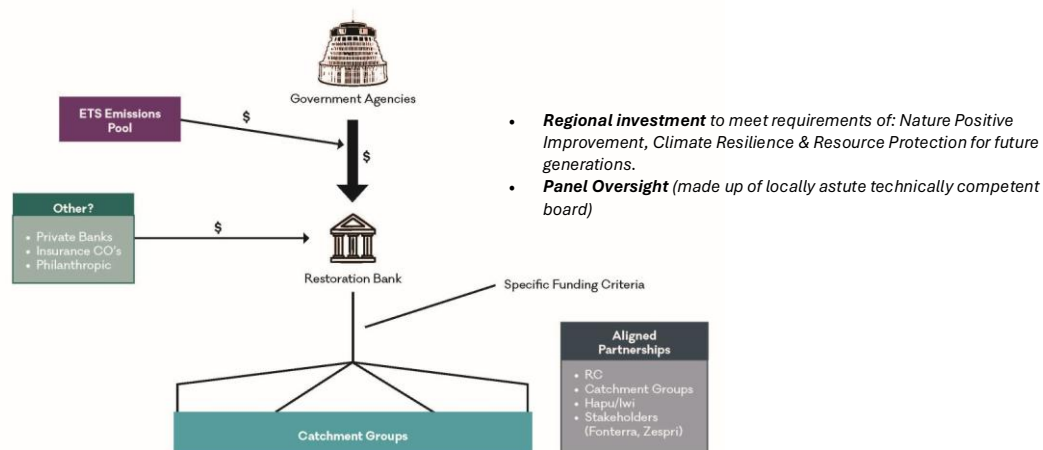 Government Agencies
ETS Emissions
Pool
$
$
• Regional investment to meet requirements of: Nature Positive
Improvement, Climate Resilience & Resource Protection for future
generations.
• Panel Oversight (made up of locally astute technically competent
board)
Other?
• Private Banks
• Insurance CO's
• Philanthropic
$
Restoration Bank
Specific Funding Criteria
Aligned
Partnerships
• RC
• Catchment Groups
• Hapu/Iwi
• Stakeholders
(Fonterra, Zespri)
Catchment Groups